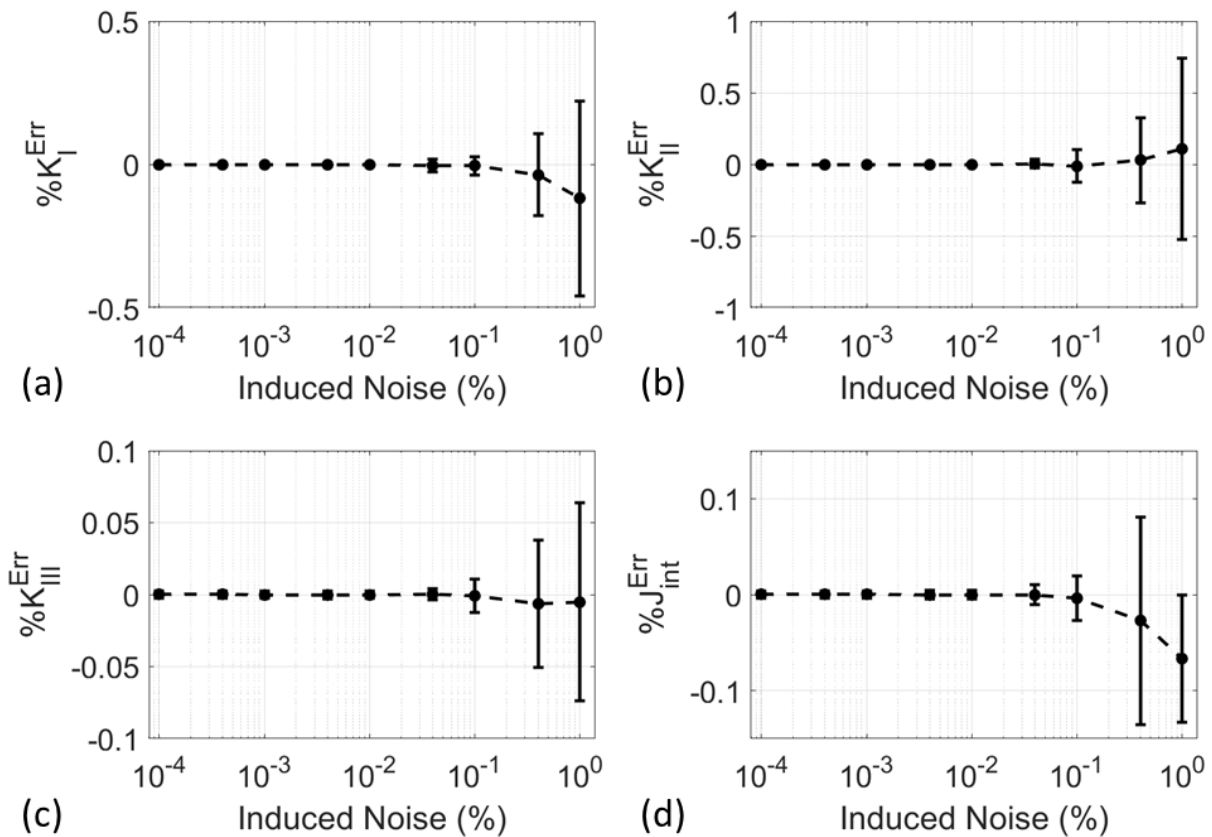 0.5
0
-0.5
%K_I^Err
10^-4 10^-3 10^-2 10^-1 10^0
Induced Noise (%)
(a)
1
0.5
0
-0.5
-1
%K_II^Err
10^-4 10^-3 10^-2 10^-1 10^0
Induced Noise (%)
(b)
0.1
0.05
0
-0.05
-0.1
%K_III^Err
10^-4 10^-3 10^-2 10^-1 10^0
Induced Noise (%)
(c)
0.1
0
-0.1
%J_int^Err
10^-4 10^-3 10^-2 10^-1 10^0
Induced Noise (%)
(d)